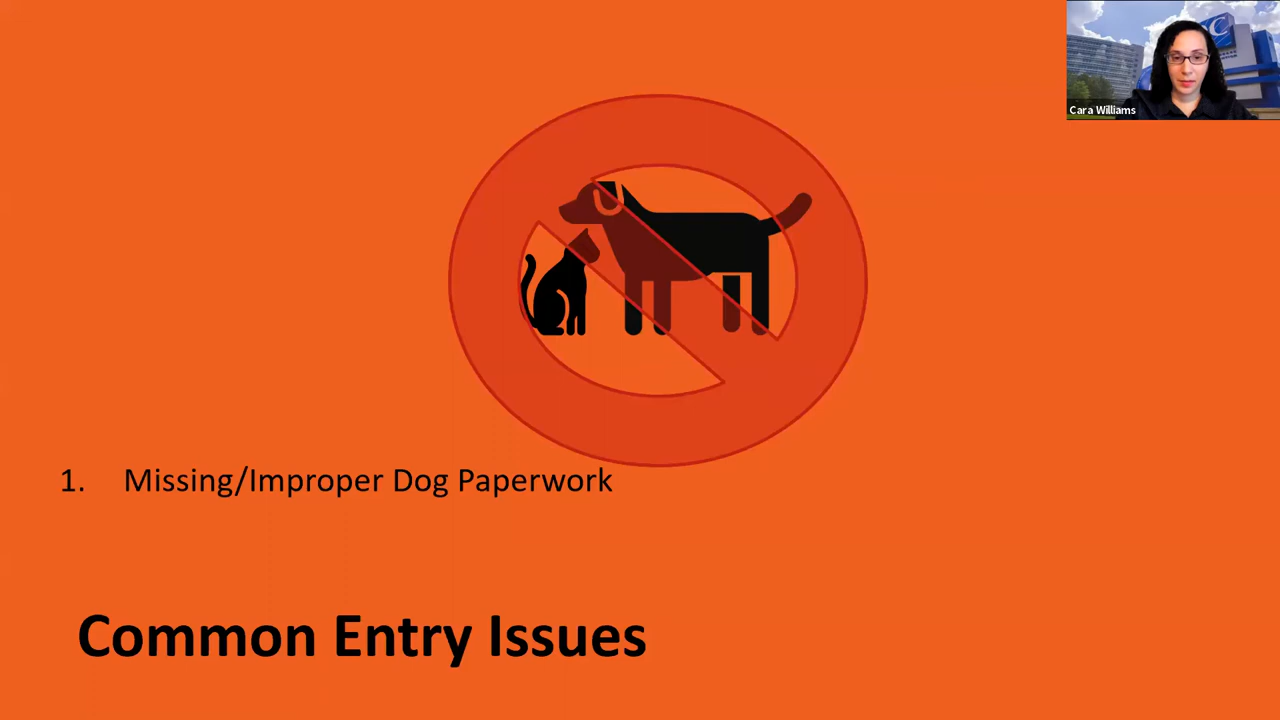 Cara Williams
1. Missing/Improper Dog Paperwork
Common Entry Issues